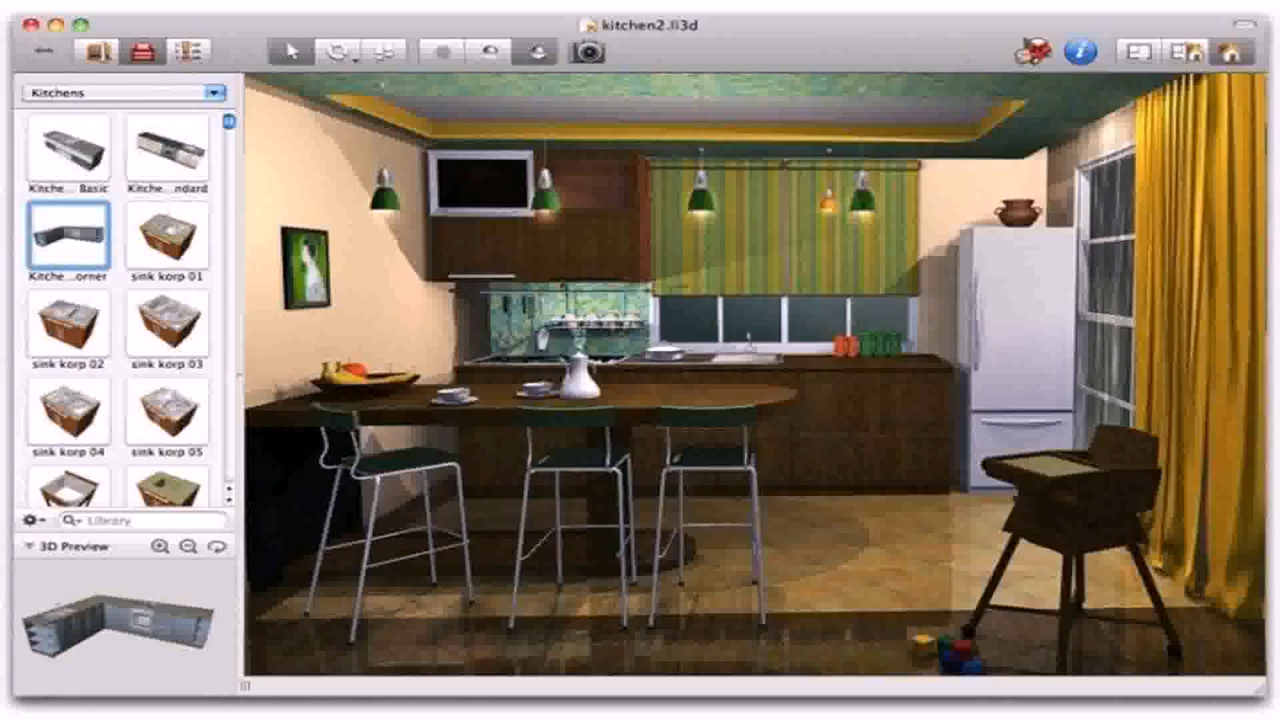 kitchen2.li3d
Kitchens
Kitche... Basic
Kitche...ndard
Kitche...orner
sink korp 01
sink korp 02
sink korp 03
sink korp 04
sink korp 05
Library
3D Preview